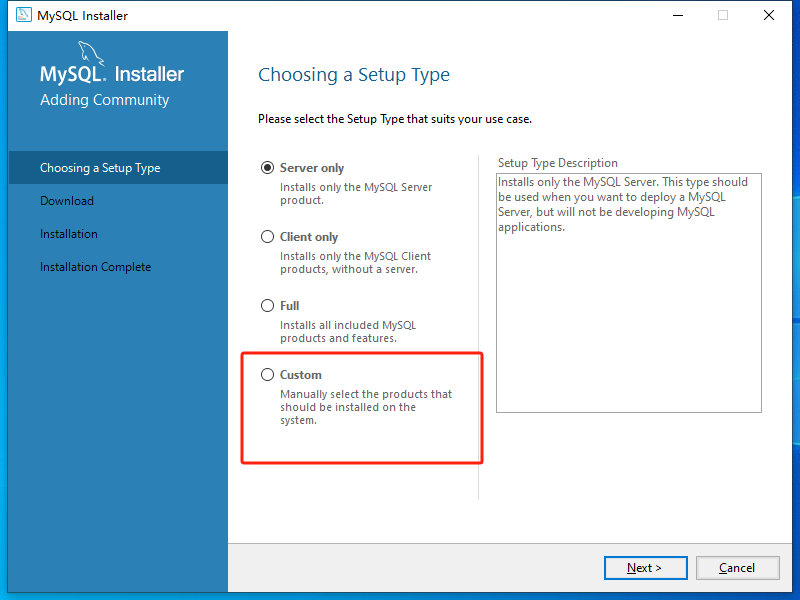 MySQL Installer
MySQL. Installer
Adding Community
Choosing a Setup Type
Download
Installation
Installation Complete
Choosing a Setup Type
Please select the Setup Type that suits your use case.
Server only
Installs only the MySQL Server
product.
Client only
Installs only the MySQL Client
products, without a server.
Full
Installs all included MySQL
products and features.
Custom
Manually select the products that
should be installed on the
system.
Setup Type Description
Installs only the MySQL Server. This type should
be used when you want to deploy a MySQL
Server, but will not be developing MySQL
applications.
Next >
Cancel